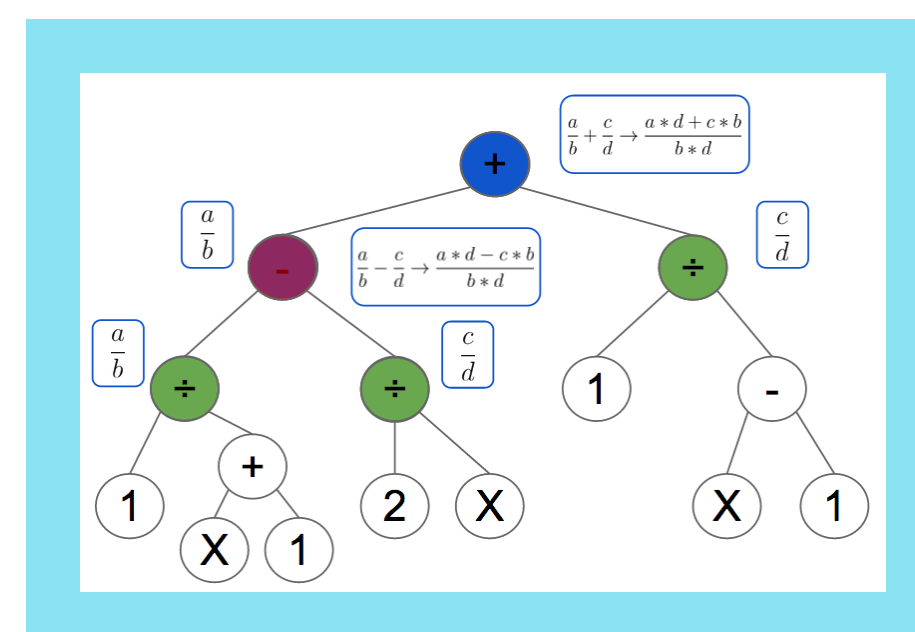 +
a/b + c/d → (a * d + c * b)/(b * d)
a/b
-
a/b − c/d → (a * d − c * b)/(b * d)
÷
c/d
a/b
÷
÷
c/d
1
-
+
1
2
X
X
1
X
1